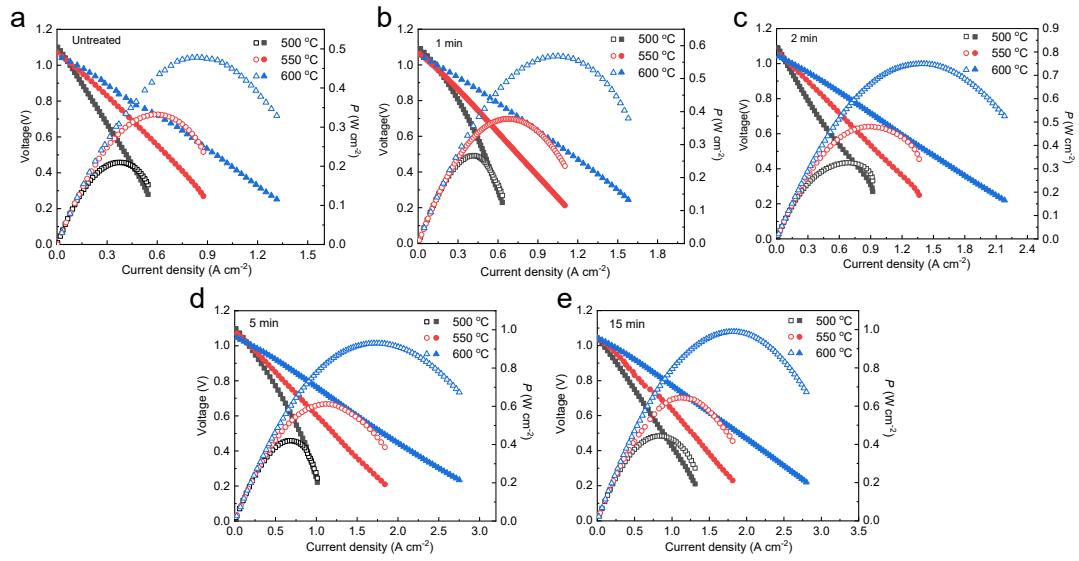 a
Untreated
500 °C
550 °C
600 °C
Voltage(V)
1.2
1.0
0.8
0.6
0.4
0.2
0.0
0.0 0.3 0.6 0.9 1.2 1.5
Current density (A cm⁻²)
0.5
0.4
0.3
0.2
0.1
0.0
P (W cm⁻²)
b
1 min
500 °C
550 °C
600 °C
Voltage(V)
1.2
1.0
0.8
0.6
0.4
0.2
0.0
0.0 0.3 0.6 0.9 1.2 1.5 1.8
Current density (A cm⁻²)
0.6
0.5
0.4
0.3
0.2
0.1
0.0
P (W cm⁻²)
c
2 min
500 °C
550 °C
600 °C
Voltage(V)
1.2
1.0
0.8
0.6
0.4
0.2
0.0
0.0 0.3 0.6 0.9 1.2 1.5 1.8 2.1 2.4
Current density (A cm⁻²)
0.9
0.8
0.7
0.6
0.5
0.4
0.3
0.2
0.1
0.0
P (W cm⁻²)
d
5 min
500 °C
550 °C
600 °C
Voltage (V)
1.2
1.0
0.8
0.6
0.4
0.2
0.0
0.0 0.5 1.0 1.5 2.0 2.5 3.0
Current density (A cm⁻²)
1.0
0.8
0.6
0.4
0.2
0.0
P (W cm⁻²)
e
15 min
500 °C
550 °C
600 °C
Voltage (V)
1.2
1.0
0.8
0.6
0.4
0.2
0.0
0.0 0.5 1.0 1.5 2.0 2.5 3.0
Current density (A cm⁻²)
1.0
0.8
0.6
0.4
0.2
0.0
P (W cm⁻²)